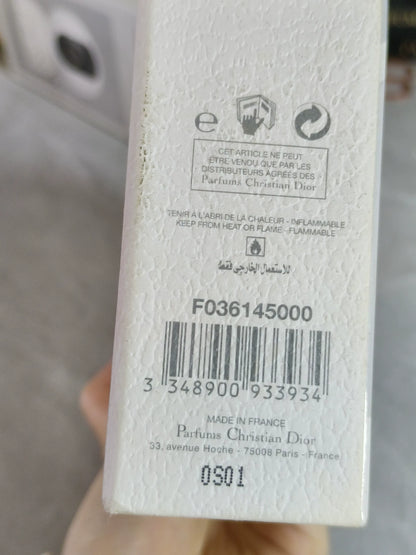 e
CET ARTICLE NE PEUT
ÊTRE VENDU QUE PAR LES
DISTRIBUTEURS AGRÉÉS DES
Parfums Christian Dior
TENIR A L'ABRI DE LA CHALEUR - INFLAMMABLE
KEEP FROM HEAT OR FLAME - FLAMMABLE
للاستعمال الخارجي فقط
F036145000
3 348900 933934
MADE IN FRANCE
Parfums Christian Dior
33, avenue Hoche - 75008 Paris - France
0S01